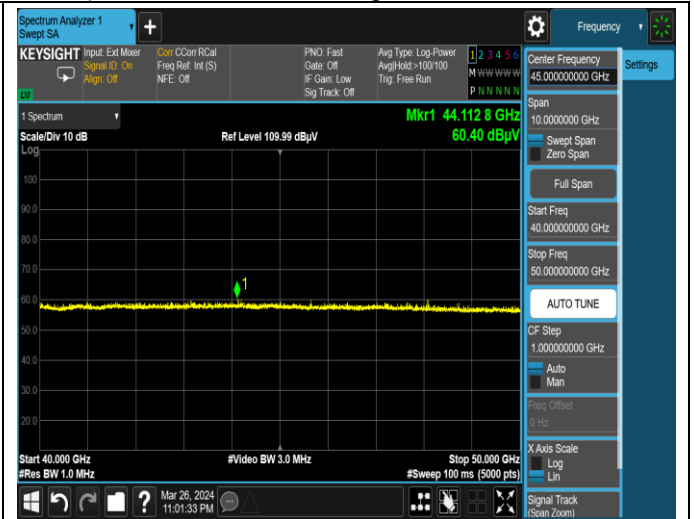 Spectrum Analyzer 1
Swept SA
Frequency
KEYSIGHT
Input: Ext Mixer
Signal ID: On
Align: Off
Corr CCorr RCal
Freq Ref: Int (S)
NFE: Off
PNO: Fast
Gate: Off
IF Gain: Low
Sig Track: Off
Avg Type: Log-Power
Avg|Hold:>100/100
Trig: Free Run
1 2 3 4 5 6
M W W W W W
P N N N N N
LXI
1 Spectrum
Mkr1 44.112 8 GHz
Scale/Div 10 dB
Ref Level 109.99 dBµV
60.40 dBµV
Log
100
90.0
80.0
70.0
60.0
50.0
40.0
30.0
20.0
1
Start 40.000 GHz
#Video BW 3.0 MHz
Stop 50.000 GHz
#Res BW 1.0 MHz
#Sweep 100 ms (5000 pts)
Mar 26, 2024
11:01:33 PM
Center Frequency
45.000000000 GHz
Settings
Span
10.0000000 GHz
Swept Span
Zero Span
Full Span
Start Freq
40.000000000 GHz
Stop Freq
50.000000000 GHz
AUTO TUNE
CF Step
1.000000000 GHz
Auto
Man
Freq Offset
0 Hz
X Axis Scale
Log
Lin
Signal Track
(Span Zoom)